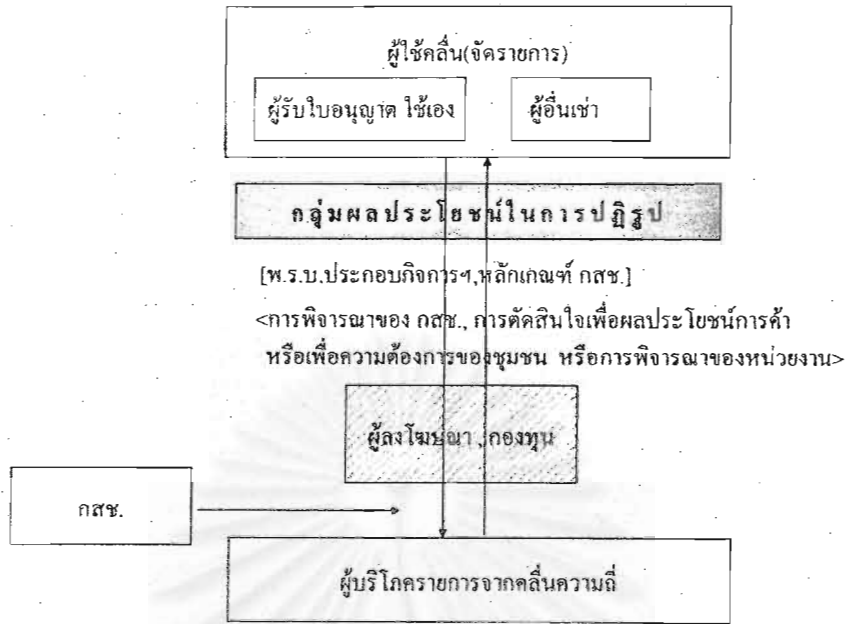 ผู้ใช้คลื่น(จัดรายการ)
ผู้รับใบอนุญาต ใช้เอง
ผู้อื่นเช่า
กลุ่มผลประโยชน์ในการปฏิรูป
[พ.ร.บ.ประกอบกิจการฯ,หลักเกณฑ์ กสช.]
<การพิจารณาของ กสช., การตัดสินใจเพื่อผลประโยชน์การค้า
หรือเพื่อความต้องการของชุมชน หรือการพิจารณาของหน่วยงาน>
ผู้ลงโฆษณา , กองทุน
กสช.
ผู้บริโภครายการจากคลื่นความถี่